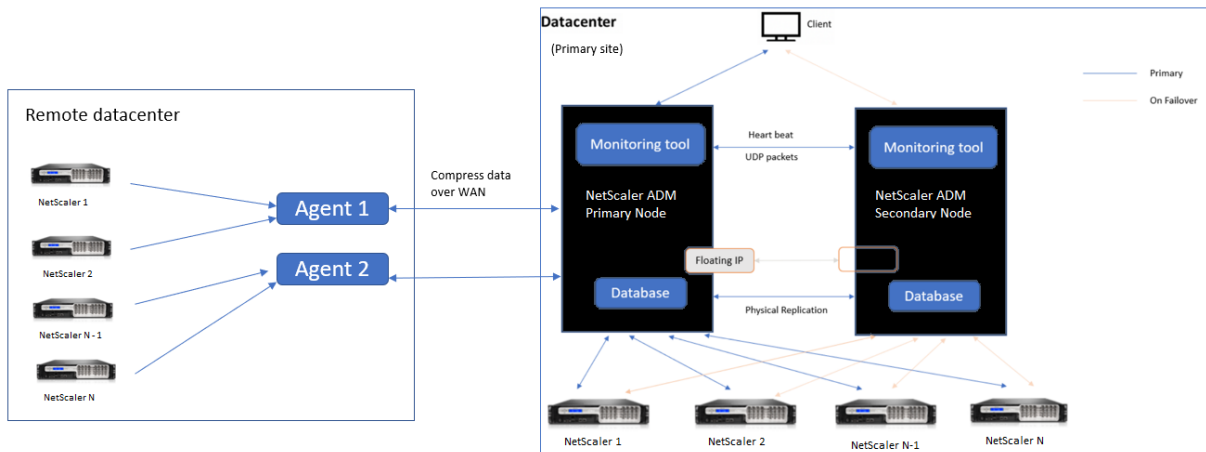 Datacenter
(Primary site)
Client
Primary
On Failover
Remote datacenter
NetScaler 1
NetScaler 2
NetScaler N - 1
NetScaler N
Agent 1
Agent 2
Compress data
over WAN
Monitoring tool
NetScaler ADM
Primary Node
Floating IP
Database
Heart beat
UDP packets
Physical Replication
Monitoring tool
NetScaler ADM
Secondary Node
Database
NetScaler 1
NetScaler 2
NetScaler N-1
NetScaler N